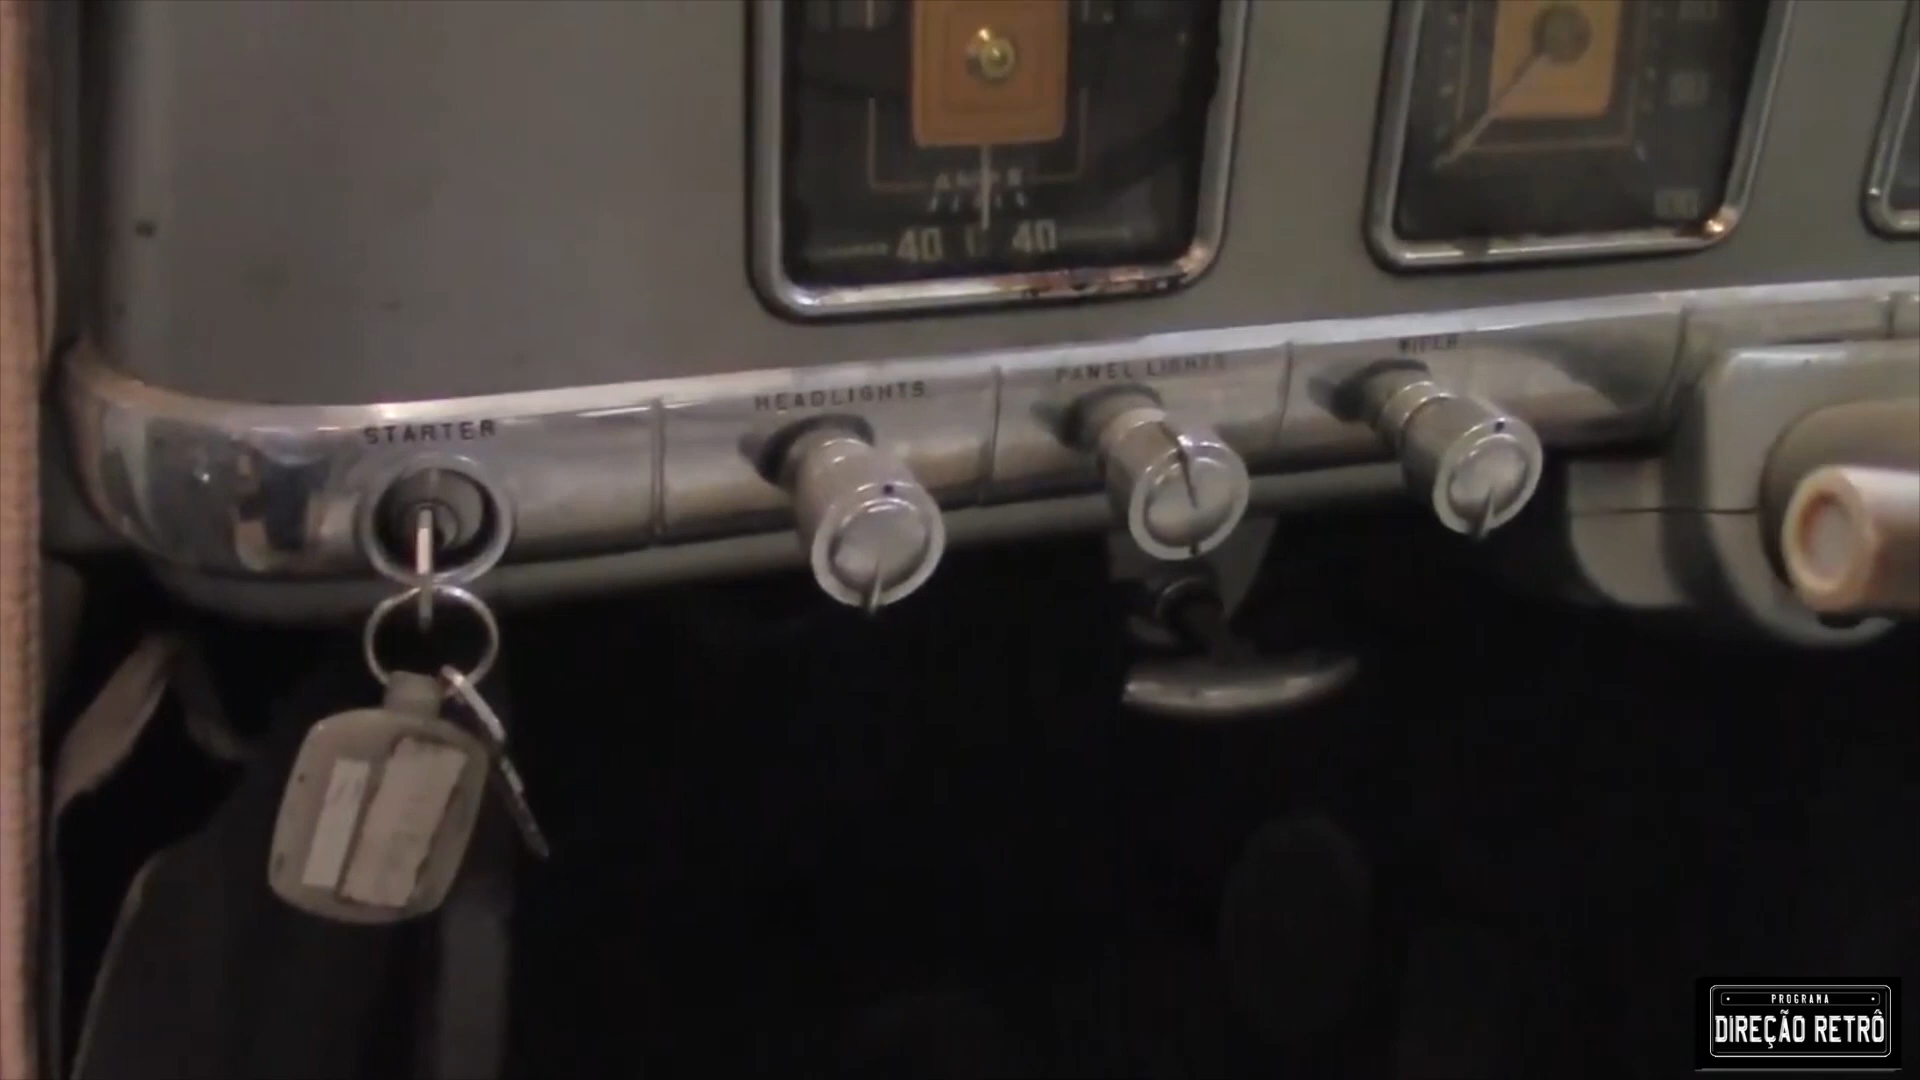 40 40
STARTER
HEADLIGHTS
PANEL LIGHTS
WIPER
PROGRAMA
DIREÇÃO RETRÔ